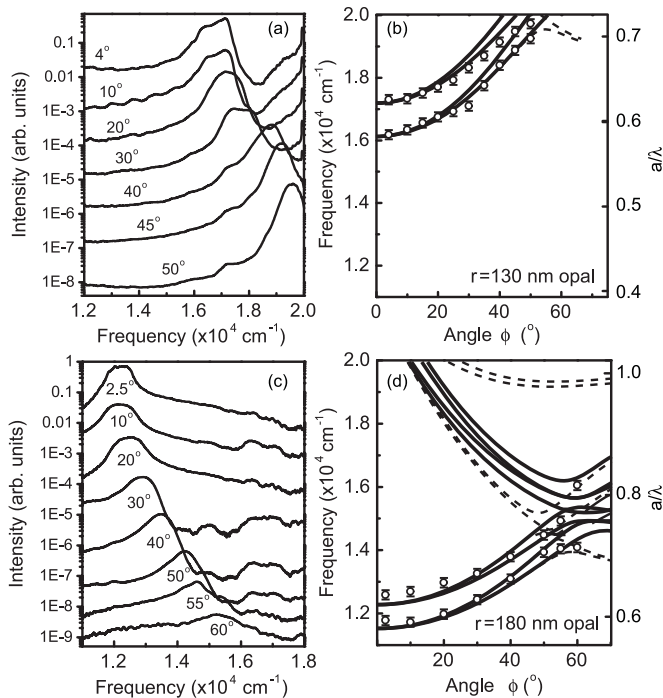 (a)
0.1
0.01
1E-3
1E-4
1E-5
1E-6
1E-7
1E-8
Intensity (arb. units)
4°
10°
20°
30°
40°
45°
50°
1.2 1.4 1.6 1.8 2.0
Frequency (x10⁴ cm⁻¹)
(b)
2.0
1.8
1.6
1.4
1.2
Frequency (x10⁴ cm⁻¹)
0.7
0.6
0.5
0.4
a/λ
r=130 nm opal
0 20 40 60
Angle ϕ (°)
(c)
1
0.1
0.01
1E-3
1E-4
1E-5
1E-6
1E-7
1E-8
1E-9
Intensity (arb. units)
2.5°
10°
20°
30°
40°
50°
55°
60°
1.2 1.4 1.6 1.8
Frequency (x10⁴ cm⁻¹)
(d)
2.0
1.8
1.6
1.4
1.2
Frequency (x10⁴ cm⁻¹)
1.0
0.8
0.6
a/λ
r=180 nm opal
0 20 40 60
Angle ϕ (°)